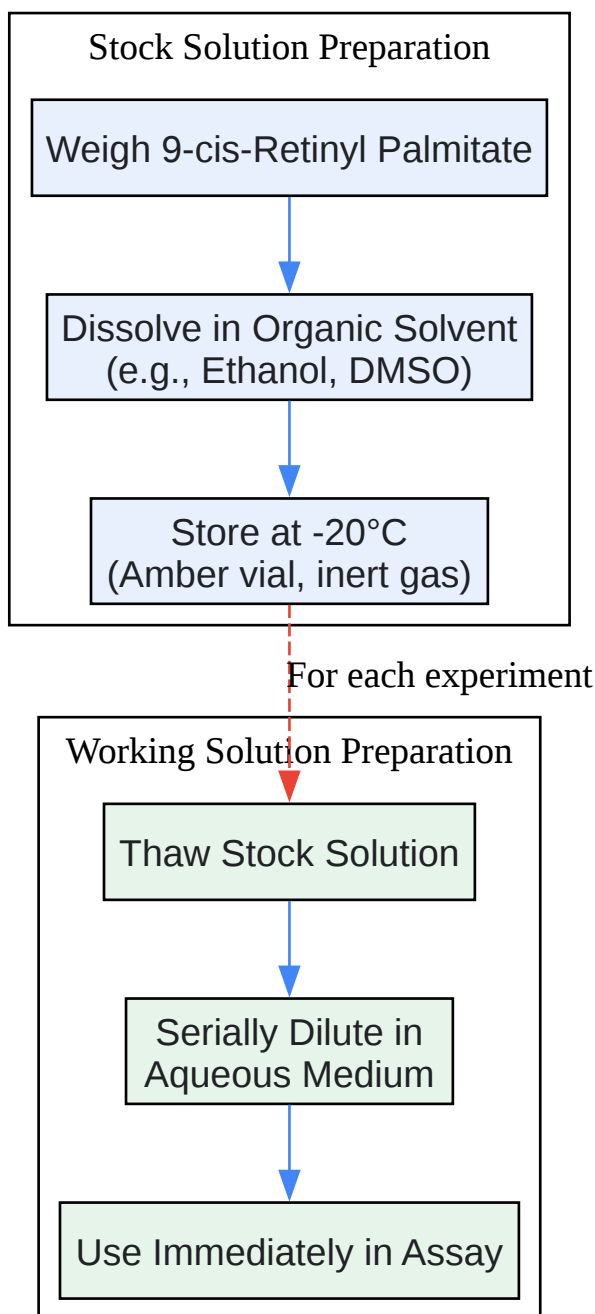 Stock Solution Preparation
Weigh 9-cis-Retinyl Palmitate
Dissolve in Organic Solvent
(e.g., Ethanol, DMSO)
Store at -20°C
(Amber vial, inert gas)
For each experiment
Working Solution Preparation
Thaw Stock Solution
Serially Dilute in
Aqueous Medium
Use Immediately in Assay